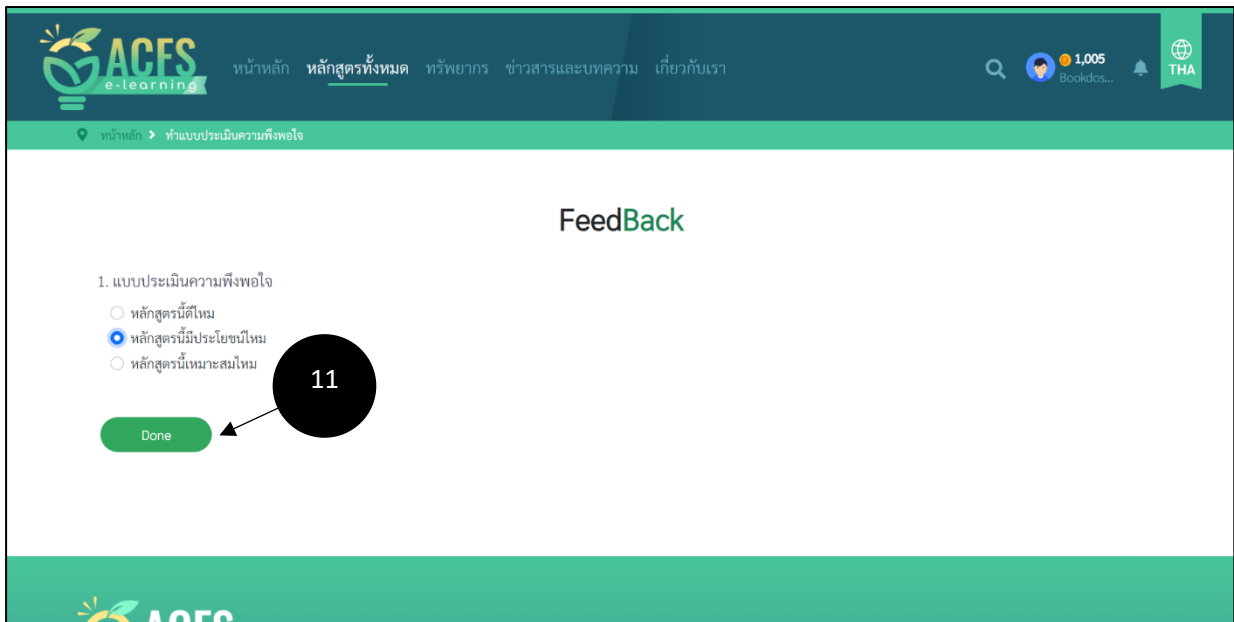 ACFS
e-learning
หน้าหลัก หลักสูตรทั้งหมด ทรัพยากร ข่าวสารและบทความ เกี่ยวกับเรา
1,005
Bookdos...
THA
หน้าหลัก > ทำแบบประเมินความพึงพอใจ
FeedBack
1. แบบประเมินความพึงพอใจ
หลักสูตรนี้ดีไหม
หลักสูตรนี้มีประโยชน์ไหม
หลักสูตรนี้เหมาะสมไหม
11
Done
ACFS